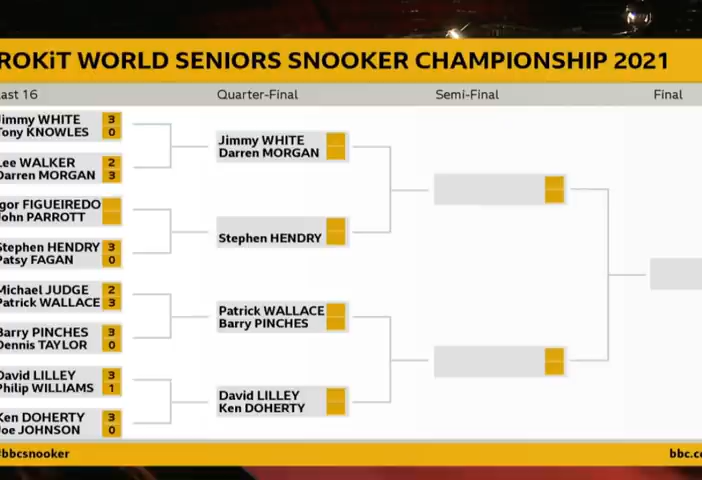 ROKiT WORLD SENIORS SNOOKER CHAMPIONSHIP 2021
ast 16 Quarter-Final Semi-Final Final
Jimmy WHITE 3
Tony KNOWLES 0
Lee WALKER 2
Darren MORGAN 3
gor FIGUEIREDO
John PARROTT
Stephen HENDRY 3
Patsy FAGAN 0
Michael JUDGE 2
Patrick WALLACE 3
Barry PINCHES 3
Dennis TAYLOR 0
David LILLEY 3
Philip WILLIAMS 1
Ken DOHERTY 3
Joe JOHNSON 0
Jimmy WHITE
Darren MORGAN
Stephen HENDRY
Patrick WALLACE
Barry PINCHES
David LILLEY
Ken DOHERTY
#bbcsnooker
bbc.c